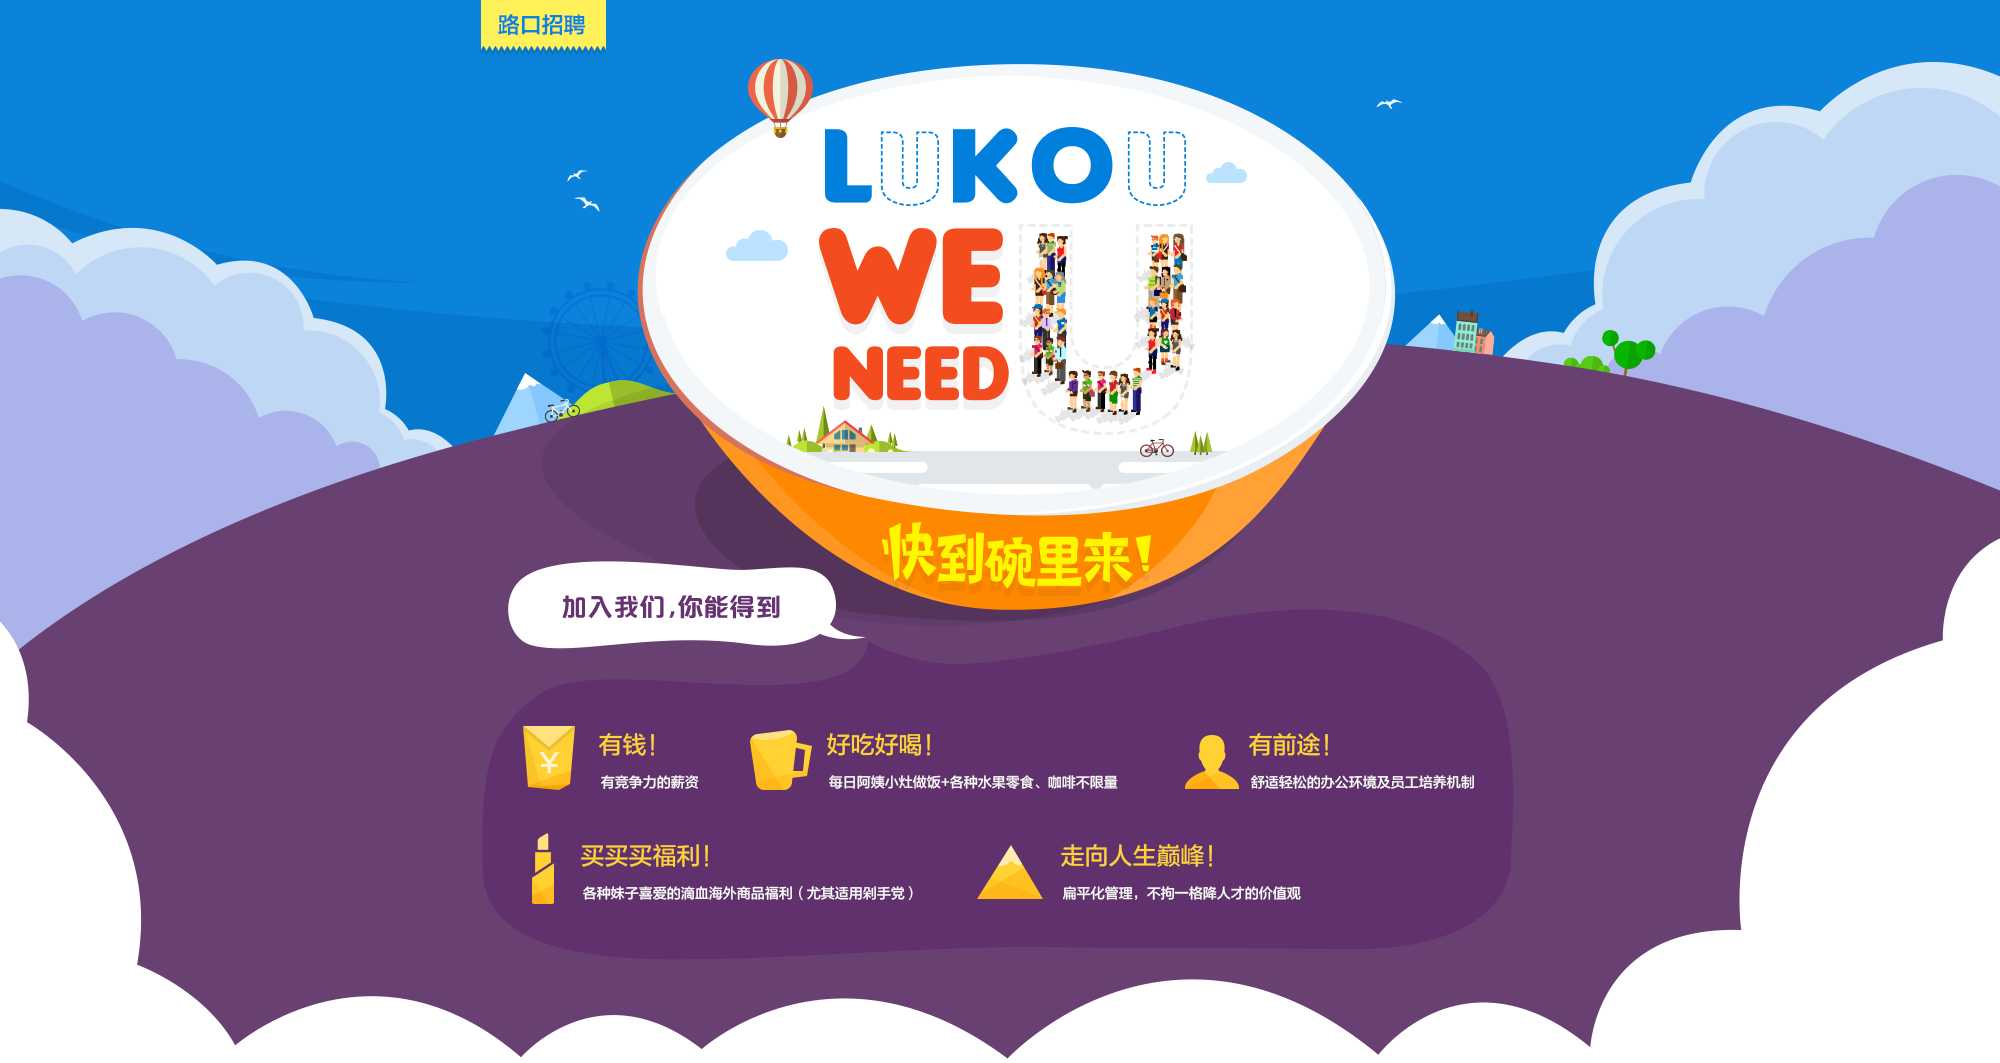 路口招聘
LUKOU
WE
NEED U
快到碗里来!
加入我们,你能得到
有钱!
有竞争力的薪资
好吃好喝!
每日阿姨小灶做饭+各种水果零食、咖啡不限量
有前途!
舒适轻松的办公环境及员工培养机制
买买买福利!
各种妹子喜爱的滴血海外商品福利（尤其适用剁手党）
走向人生巅峰!
扁平化管理，不拘一格降人才的价值观
¥